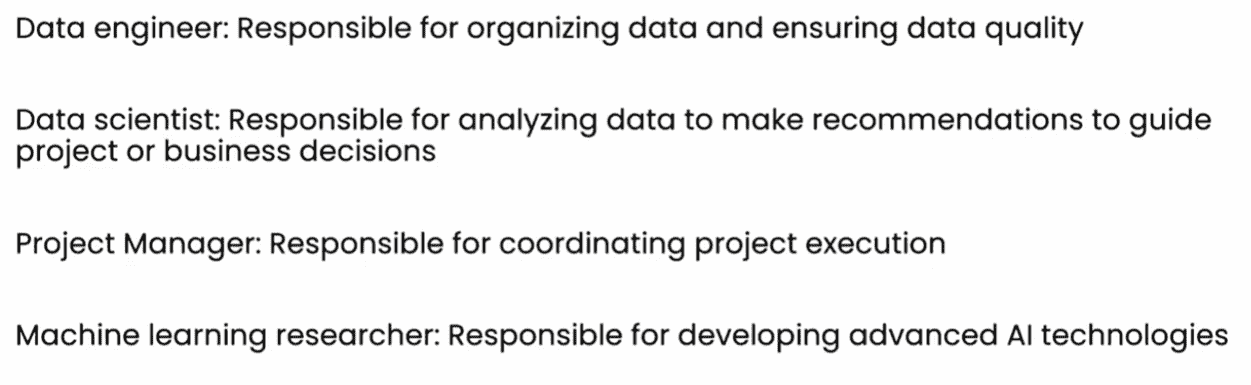 Data engineer: Responsible for organizing data and ensuring data quality
Data scientist: Responsible for analyzing data to make recommendations to guide
project or business decisions
Project Manager: Responsible for coordinating project execution
Machine learning researcher: Responsible for developing advanced AI technologies